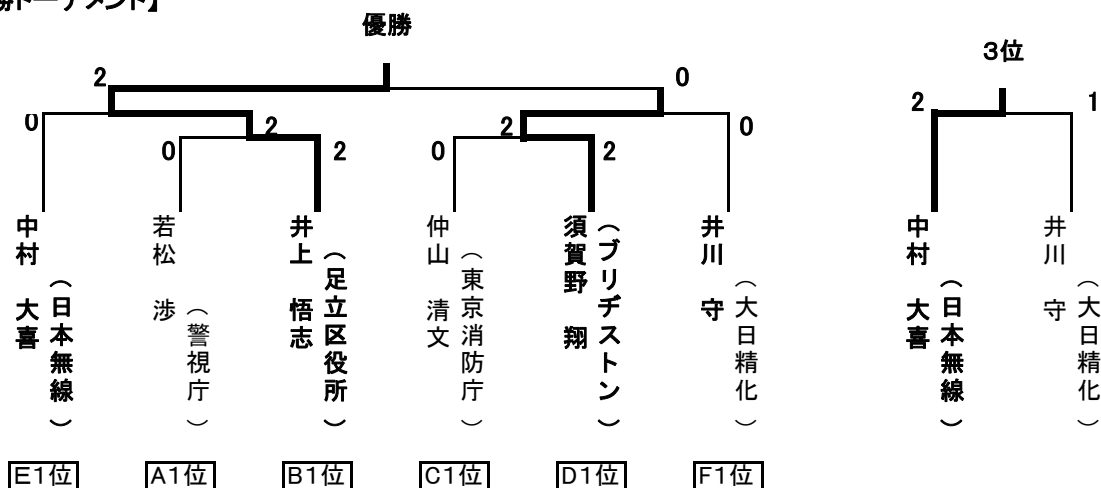 勝トーナメント】
優勝
3位
2
0
2
1
0
2
2
0
0
2
0
2
中村 大喜
（日本無線）
若松 渉
（警視庁）
井上 悟志
（足立区役所）
仲山 清文
（東京消防庁）
須賀野 翔
（ブリヂストン）
井川 守
（大日精化）
中村 大喜
（日本無線）
井川 守
（大日精化）
E1位
A1位
B1位
C1位
D1位
F1位